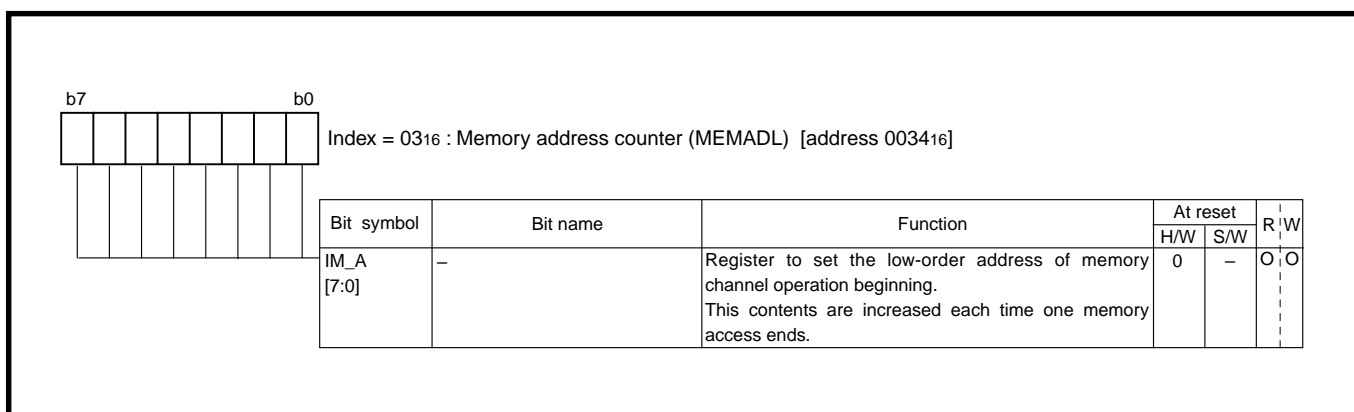 b7 b0
Index = 0316 : Memory address counter (MEMADL) [address 003416]
Bit symbol Bit name Function At reset R W
H/W S/W
IM_A – Register to set the low-order address of memory 0 – O O
[7:0] channel operation beginning.
This contents are increased each time one memory
access ends.